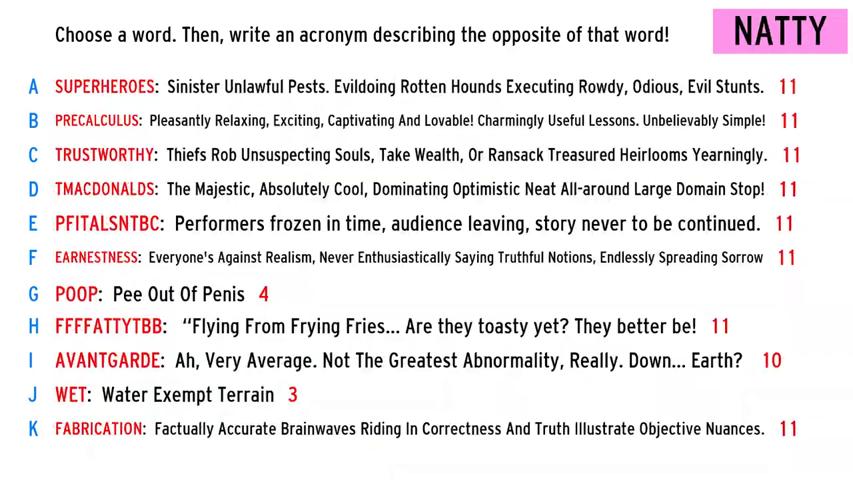 Choose a word. Then, write an acronym describing the opposite of that word!
NATTY
A SUPERHEROES: Sinister Unlawful Pests. Evildoing Rotten Hounds Executing Rowdy, Odious, Evil Stunts. 11
B PRECALCULUS: Pleasantly Relaxing, Exciting, Captivating And Lovable! Charmingly Useful Lessons. Unbelievably Simple! 11
C TRUSTWORTHY: Thiefs Rob Unsuspecting Souls, Take Wealth, Or Ransack Treasured Heirlooms Yearningly. 11
D TMACDONALDS: The Majestic, Absolutely Cool, Dominating Optimistic Neat All-around Large Domain Stop! 11
E PFITALSNTBC: Performers frozen in time, audience leaving, story never to be continued. 11
F EARNESTNESS: Everyone's Against Realism, Never Enthusiastically Saying Truthful Notions, Endlessly Spreading Sorrow 11
G POOP: Pee Out Of Penis 4
H FFFFATTYTBB: “Flying From Frying Fries... Are they toasty yet? They better be! 11
I AVANTGARDE: Ah, Very Average. Not The Greatest Abnormality, Really. Down... Earth? 10
J WET: Water Exempt Terrain 3
K FABRICATION: Factually Accurate Brainwaves Riding In Correctness And Truth Illustrate Objective Nuances. 11